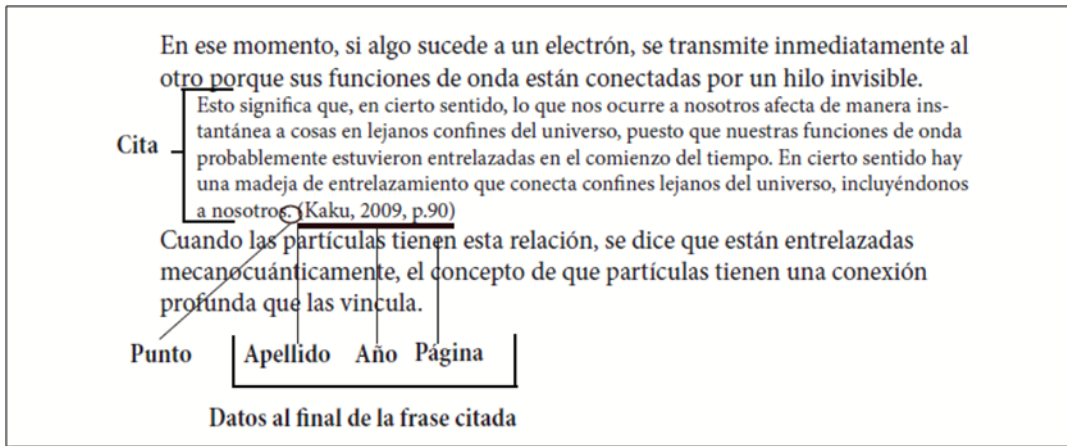 En ese momento, si algo sucede a un electrón, se transmite inmediatamente al
otro porque sus funciones de onda están conectadas por un hilo invisible.
Esto significa que, en cierto sentido, lo que nos ocurre a nosotros afecta de manera ins-
tantánea a cosas en lejanos confines del universo, puesto que nuestras funciones de onda
Cita
probablemente estuvieron entrelazadas en el comienzo del tiempo. En cierto sentido hay
una madeja de entrelazamiento que conecta confines lejanos del universo, incluyéndonos
a nosotros. (Kaku, 2009, p.90)
Cuando las partículas tienen esta relación, se dice que están entrelazadas
mecanocuánticamente, el concepto de que partículas tienen una conexión
profunda que las vincula.
Punto Apellido Año Página
Datos al final de la frase citada